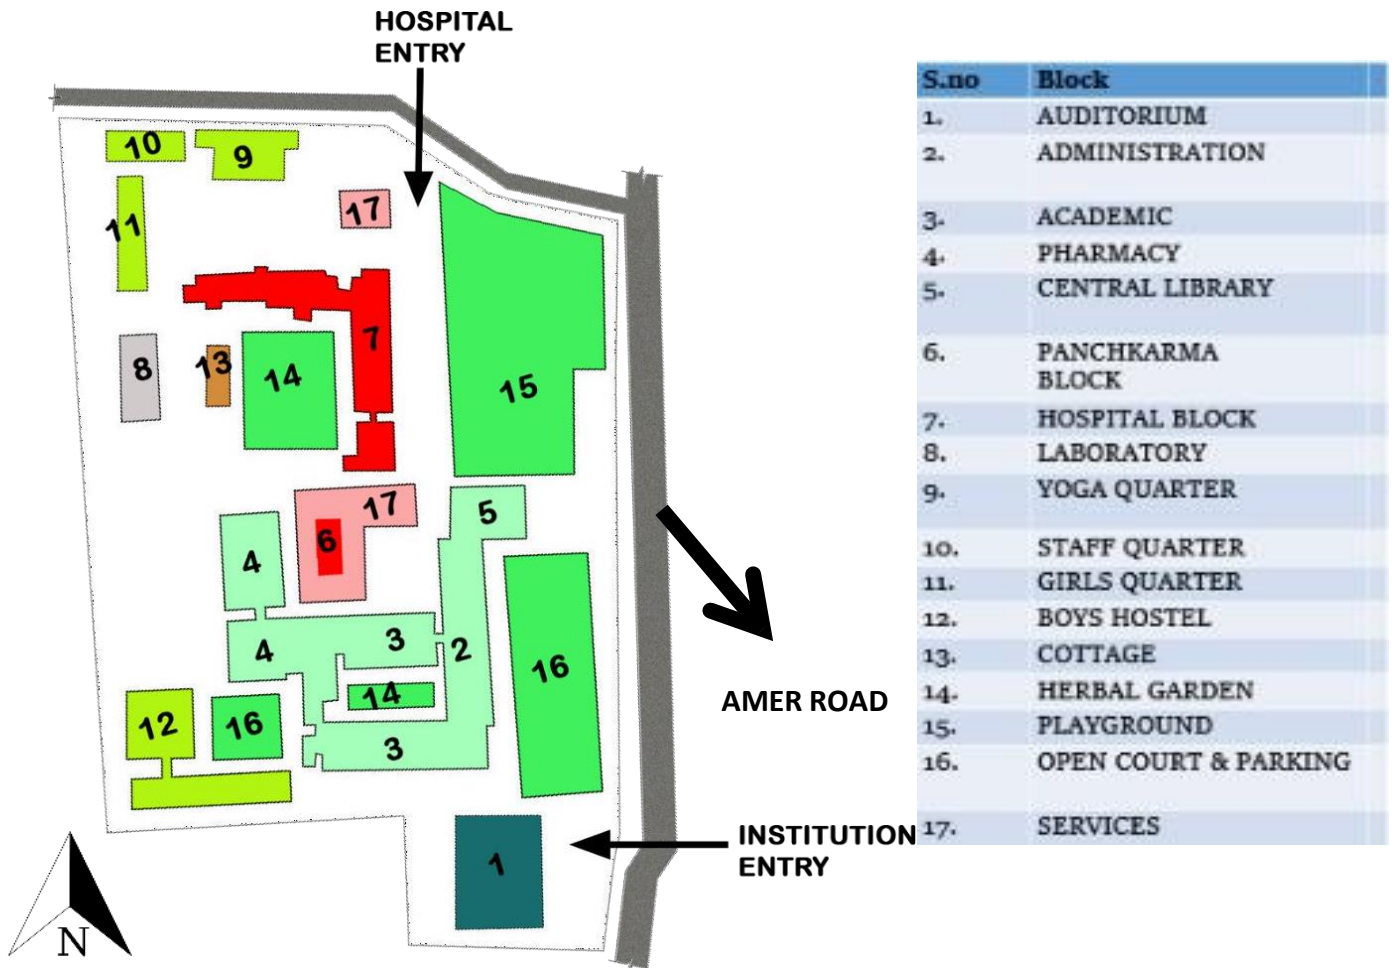 HOSPITAL
ENTRY
10
9
11
17
7
8
13
14
15
17
5
6
4
4
3
2
16
14
12
16
3
AMER ROAD
INSTITUTION
ENTRY
1
N
S.no Block
1. AUDITORIUM
2. ADMINISTRATION
3. ACADEMIC
4. PHARMACY
5. CENTRAL LIBRARY
6. PANCHKARMA
BLOCK
7. HOSPITAL BLOCK
8. LABORATORY
9. YOGA QUARTER
10. STAFF QUARTER
11. GIRLS QUARTER
12. BOYS HOSTEL
13. COTTAGE
14. HERBAL GARDEN
15. PLAYGROUND
16. OPEN COURT & PARKING
17. SERVICES